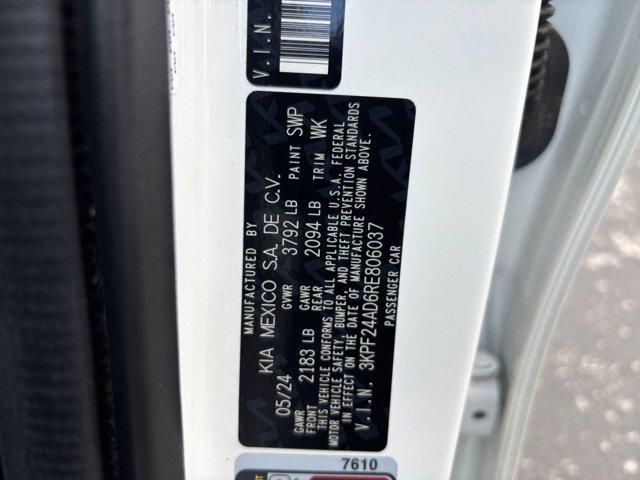 V.I.N.
MANUFACTURED BY
KIA MEXICO S.A. DE C.V.
05/24 GVWR 3792 LB PAINT SWP
GAWR FRONT 2183 LB GAWR REAR 2094 LB TRIM WK
THIS VEHICLE CONFORMS TO ALL APPLICABLE U.S.A. FEDERAL
MOTOR VEHICLE SAFETY, BUMPER, AND THEFT PREVENTION STANDARDS
IN EFFECT ON THE DATE OF MANUFACTURE SHOWN ABOVE.
V.I.N. 3KPF24AD6RE806037
PASSENGER CAR
7610